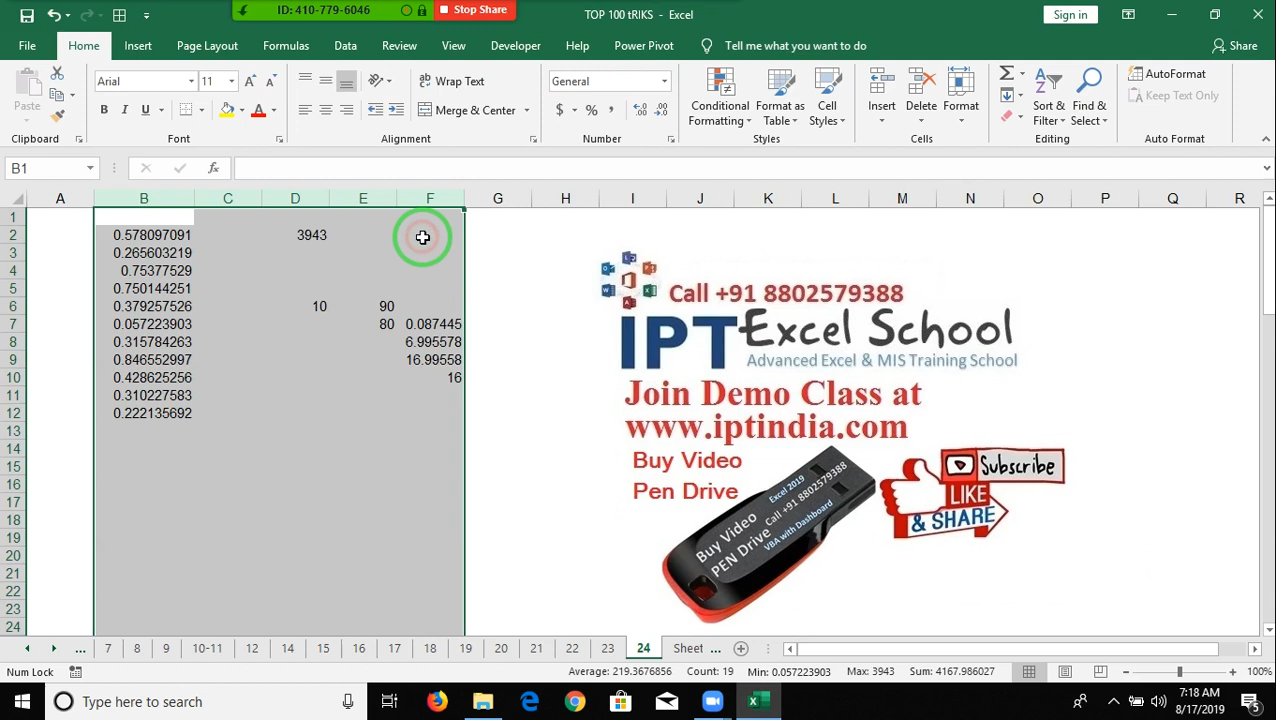 ID: 410-779-6046
Stop Share
TOP 100 tRIKS - Excel
Sign in
File
Home
Insert
Page Layout
Formulas
Data
Review
View
Developer
Help
Power Pivot
Tell me what you want to do
Share
Paste
Arial
11
Wrap Text
General
Conditional Formatting
Format as Table
Cell Styles
Insert
Delete
Format
Sort & Filter
Find & Select
AutoFormat
Keep Text Only
B I U
Merge & Center
$ % ,
Clipboard
Font
Alignment
Number
Styles
Cells
Editing
Auto Format
B1
fx
A B C D E F G H I J K L M N O P Q R
1
2 0.578097091 3943
3 0.265603219
4 0.75377529
5 0.750144251
6 0.379257526 10 90
7 0.057223903 80 0.087445
8 0.315784263 6.995578
9 0.846552997 16.99558
10 0.428625256 16
11 0.310227583
12 0.222135692
13
14
15
16
17
18
19
20
21
22
23
24
Call +91 8802579388
IPT Excel School
Advanced Excel & MIS Training School
Join Demo Class at
www.iptindia.com
Buy Video
Pen Drive
Subscribe
LIKE
& SHARE
Excel 2019
Call +91 8802579388
VBA with Dashboard
Buy Video
PEN Drive
... 7 8 9 10-11 12 14 15 16 17 18 19 20 21 22 23 24 Sheet ...
Num Lock
Average: 219.3676856 Count: 19 Min: 0.057223903 Max: 3943 Sum: 4167.986027
100%
Type here to search
7:18 AM
8/17/2019
5